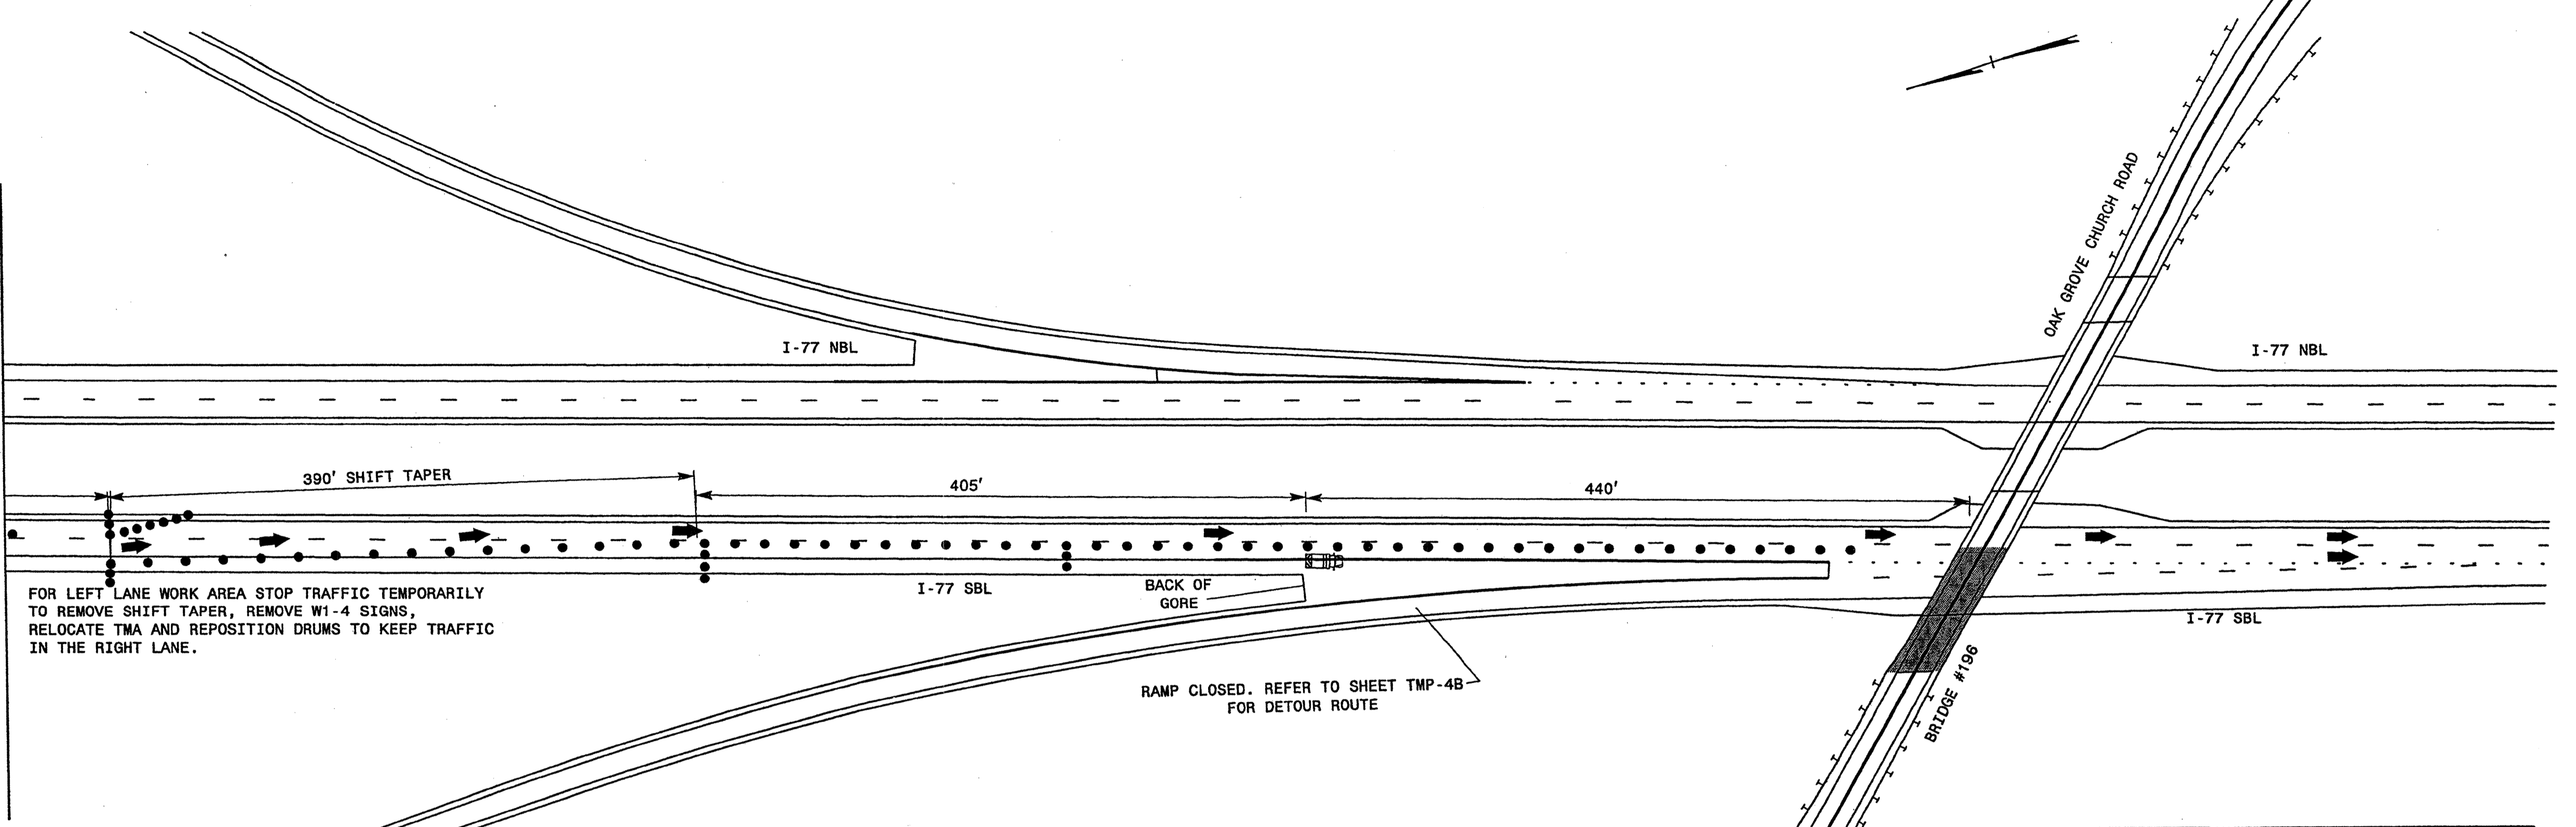 OAK GROVE CHURCH ROAD
I-77 NBL
I-77 NBL
390' SHIFT TAPER
405'
440'
FOR LEFT LANE WORK AREA STOP TRAFFIC TEMPORARILY
TO REMOVE SHIFT TAPER, REMOVE W1-4 SIGNS,
RELOCATE TMA AND REPOSITION DRUMS TO KEEP TRAFFIC
IN THE RIGHT LANE.
I-77 SBL
BACK OF
GORE
I-77 SBL
RAMP CLOSED. REFER TO SHEET TMP-4B
FOR DETOUR ROUTE
BRIDGE #196